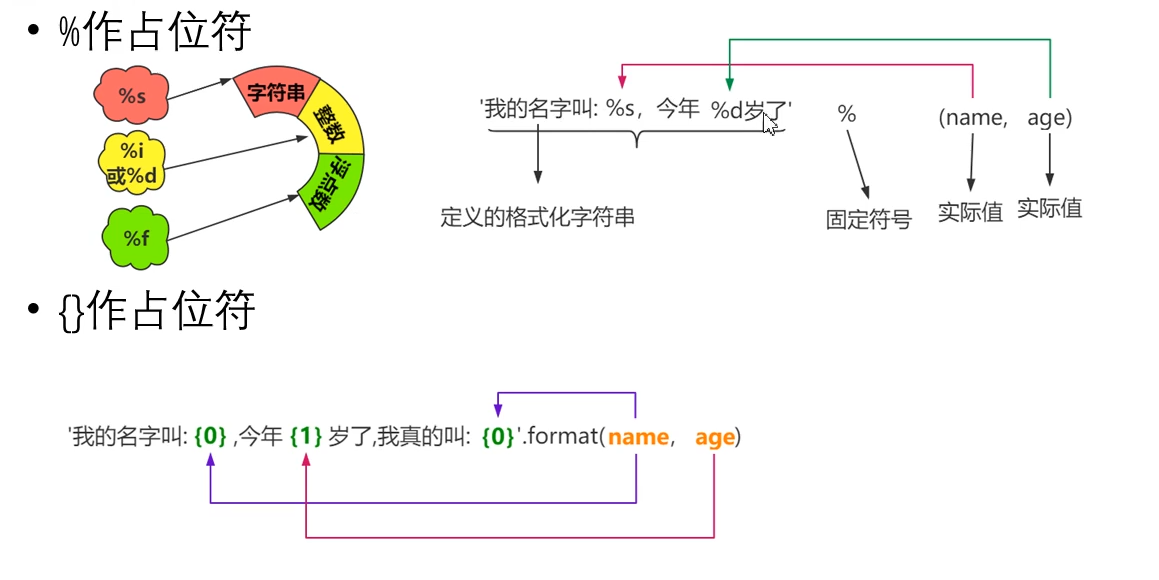 • %作占位符
%s
字符串
%i
或%d
整数
%f
浮点数
'我的名字叫: %s，今年 %d岁了' % (name, age)
定义的格式化字符串
固定符号
实际值
实际值
• {}作占位符
'我的名字叫: {0} ,今年 {1} 岁了,我真的叫: {0}'.format(name, age)